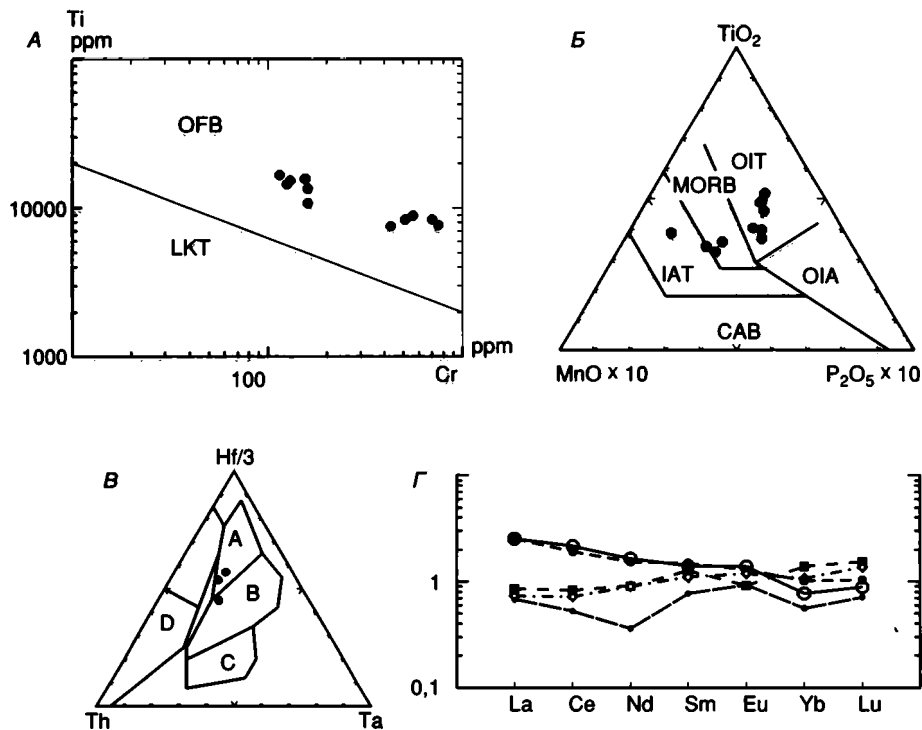 А
Ti
ppm
OFB
10000
LKT
1000
100
Cr
ppm
Б
TiO₂
OIT
MORB
IAT
OIA
CAB
MnO × 10
P₂O₅ × 10
В
Hf/3
A
B
D
C
Th
Ta
Г
1
0,1
La Ce Nd Sm Eu Yb Lu